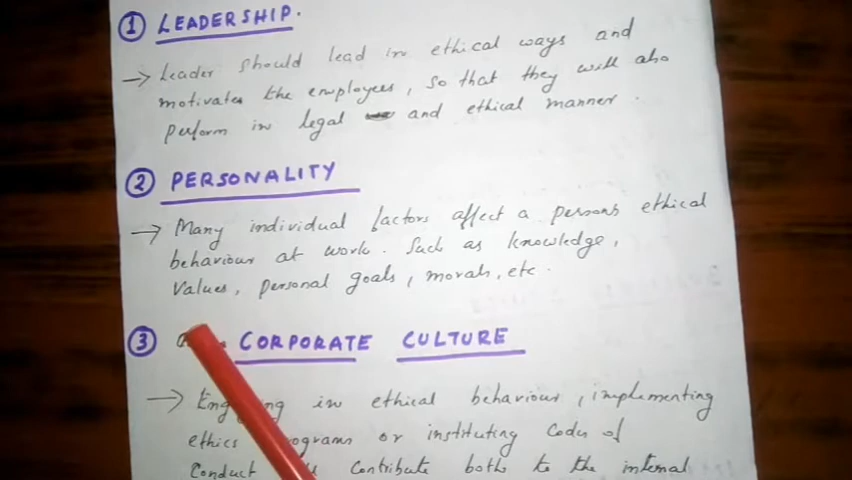 ① LEADERSHIP.
→ Leader should lead in ethical ways and
motivates the employees, so that they will also
perform in legal and ethical manner.
② PERSONALITY
→ Many individual factors affect a persons ethical
behaviour at work. Such as knowledge,
values, personal goals, morals, etc.
③ CORPORATE CULTURE
→ in ethical behaviour, implementing
ethics or instituting Codes of
Conduct contribute both to the internal